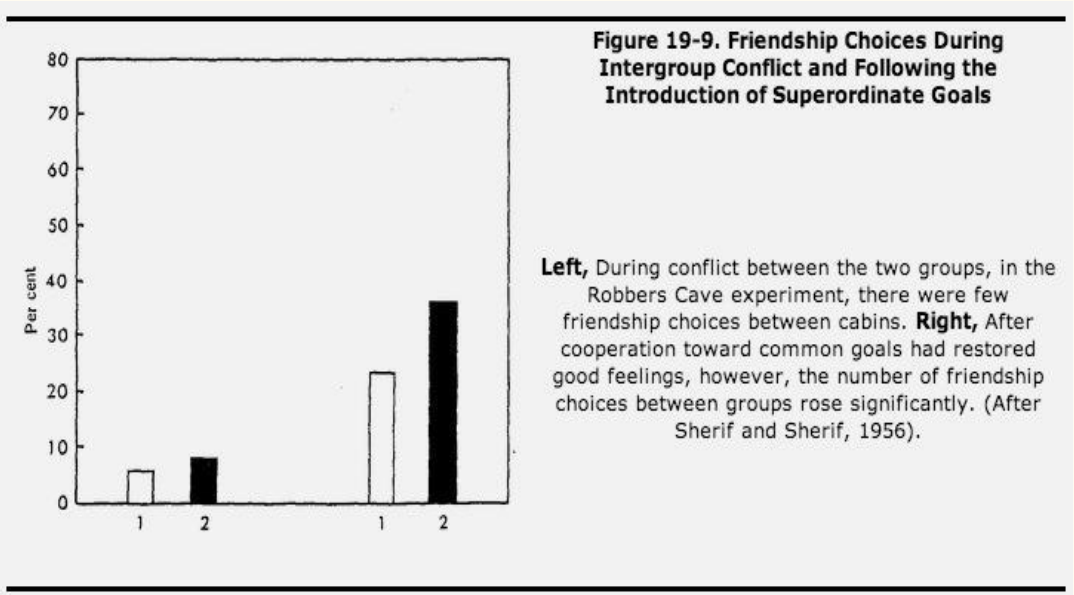 Figure 19-9. Friendship Choices During
Intergroup Conflict and Following the
Introduction of Superordinate Goals
80
70
60
50
40
30
20
10
0
Per cent
1 2 1 2
Left, During conflict between the two groups, in the
Robbers Cave experiment, there were few
friendship choices between cabins. Right, After
cooperation toward common goals had restored
good feelings, however, the number of friendship
choices between groups rose significantly. (After
Sherif and Sherif, 1956).